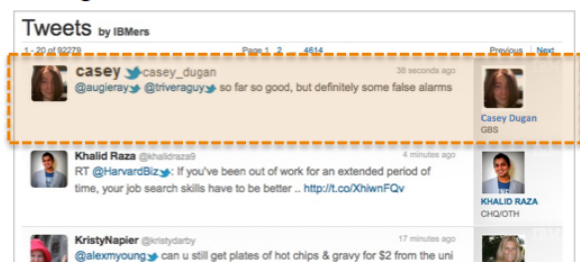 Tweets by IBMers
1 - 20 of 92279 Page 1 2 ... 4614 Previous Next
casey casey_dugan 38 seconds ago
@augieray @triveraguy so far so good, but definitely some false alarms
Casey Dugan
GBS
Khalid Raza @khalidraza9 4 minutes ago
RT @HarvardBiz: If you've been out of work for an extended period of
time, your job search skills have to be better .. http://t.co/XhiwnFQv
KHALID RAZA
CHQ/OTH
KristyNapier @kristydarby 17 minutes ago
@alexmyoung can u still get plates of hot chips & gravy for $2 from the uni